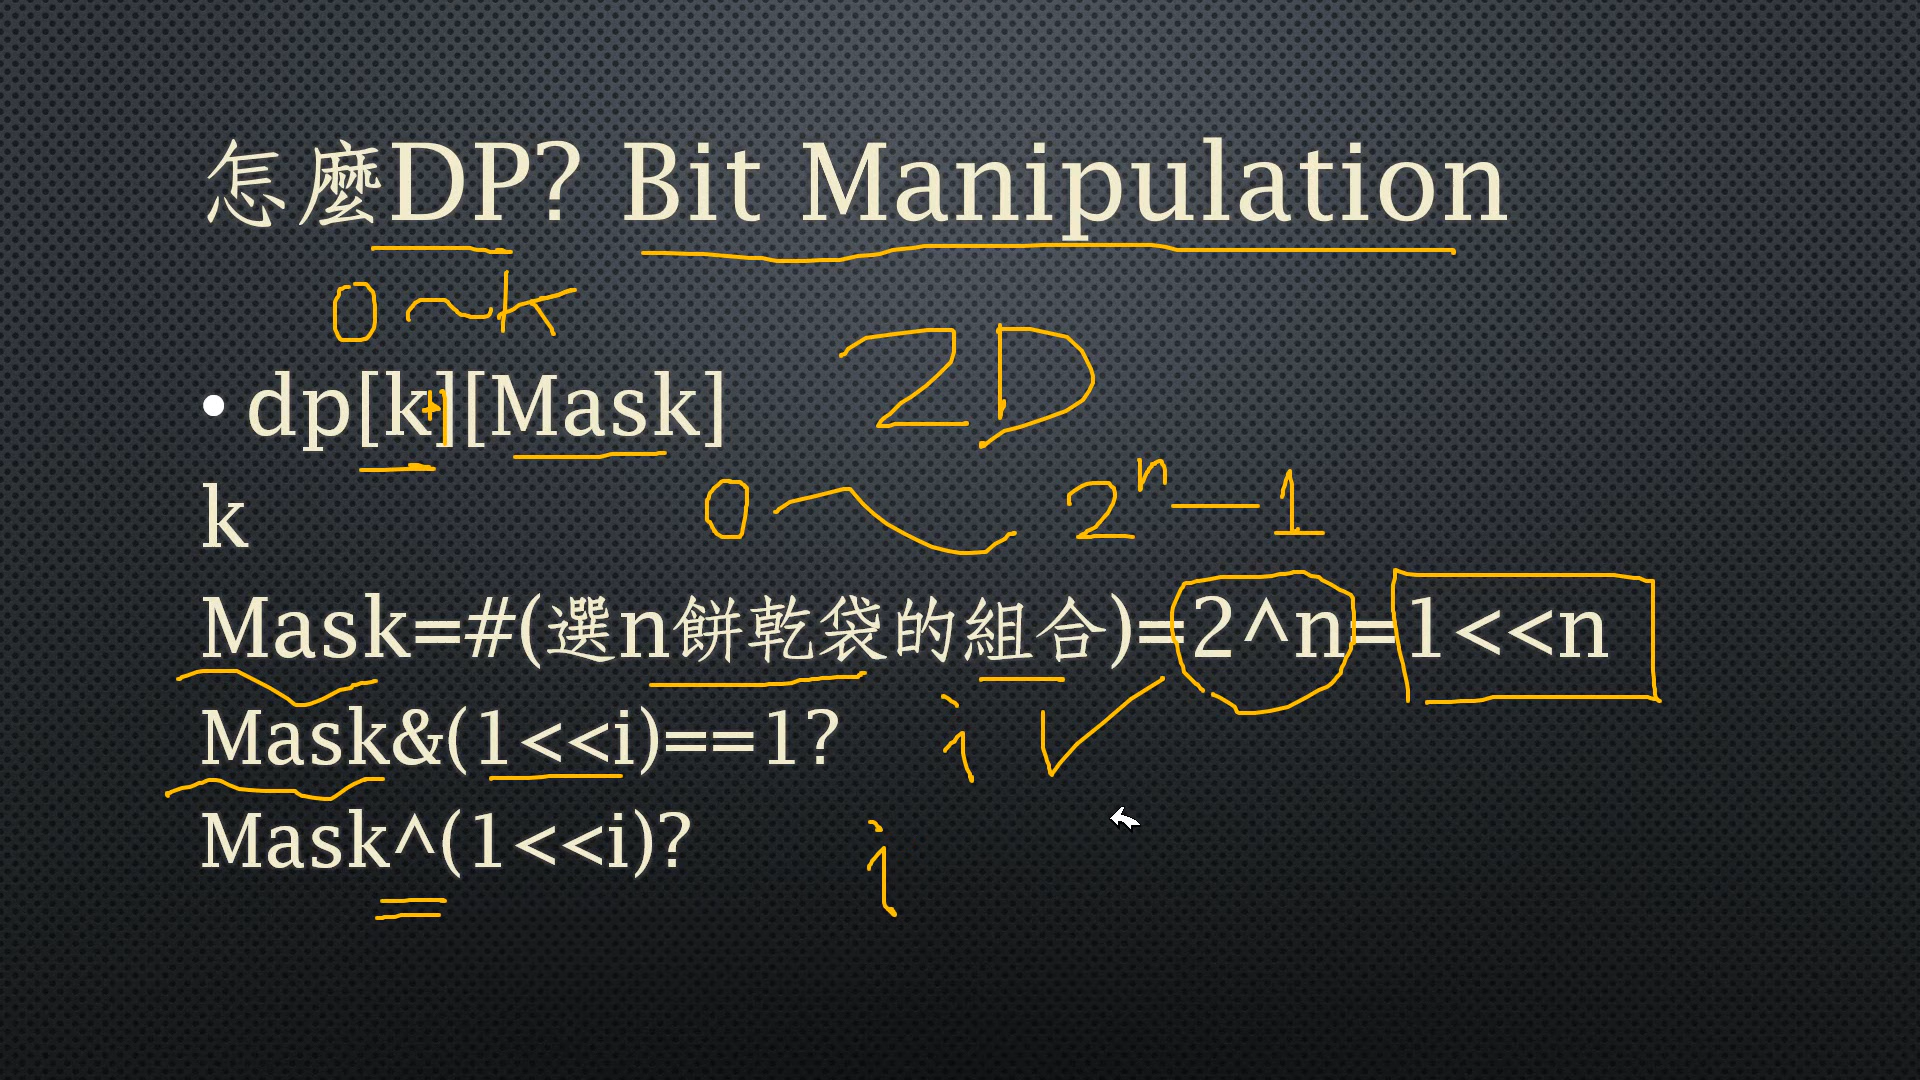 怎麼DP? Bit Manipulation
0~k
2D
• dp[k+1][Mask]
k
0~2^n-1
Mask=#(選n餅乾袋的組合)=2^n=1<<n
Mask&(1<<i)==1? i ✓
Mask^(1<<i)? i